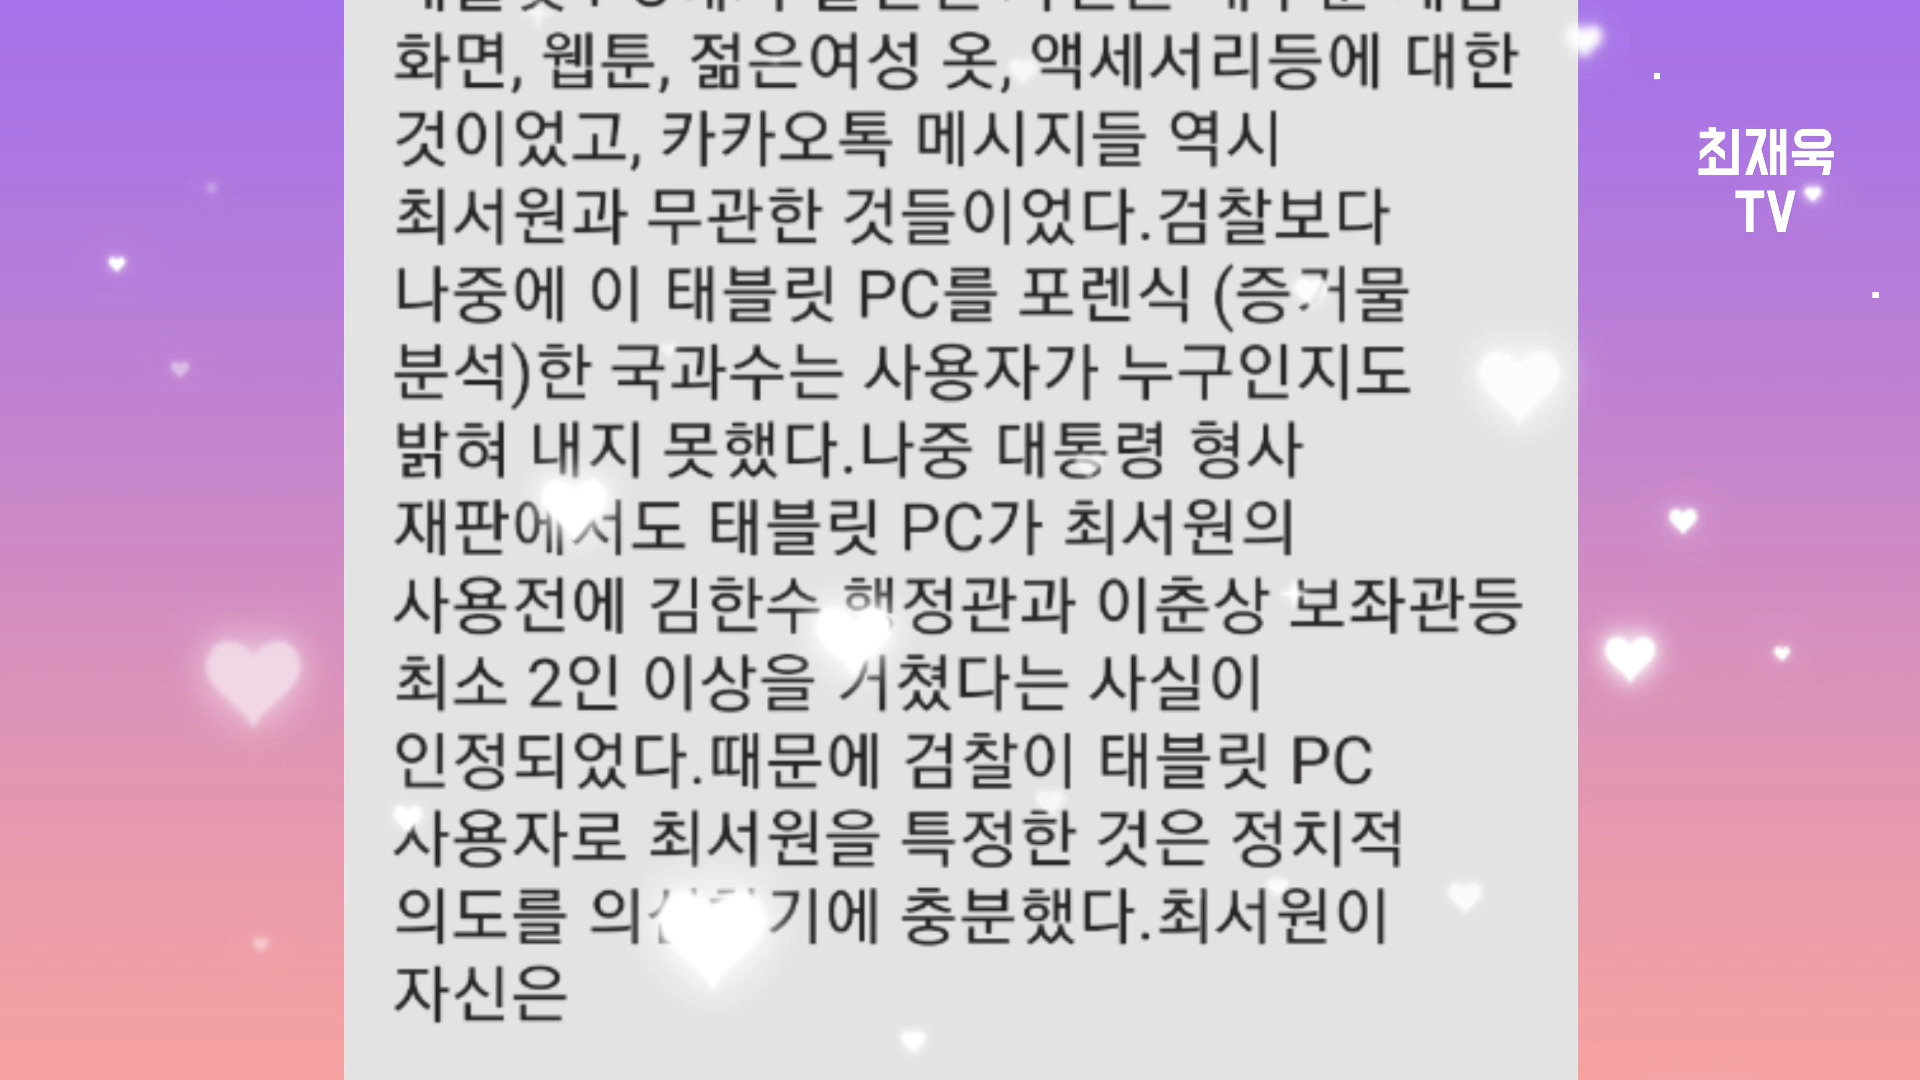 화면, 웹툰, 젊은여성 옷, 액세서리등에 대한
것이었고, 카카오톡 메시지들 역시
최서원과 무관한 것들이었다.검찰보다
나중에 이 태블릿 PC를 포렌식 (증거물
분석)한 국과수는 사용자가 누구인지도
밝혀 내지 못했다.나중 대통령 형사
재판에서도 태블릿 PC가 최서원의
사용전에 김한수 행정관과 이춘상 보좌관등
최소 2인 이상을 거쳤다는 사실이
인정되었다.때문에 검찰이 태블릿 PC
사용자로 최서원을 특정한 것은 정치적
의도를 기에 충분했다.최서원이
자신은
최재욱
TV